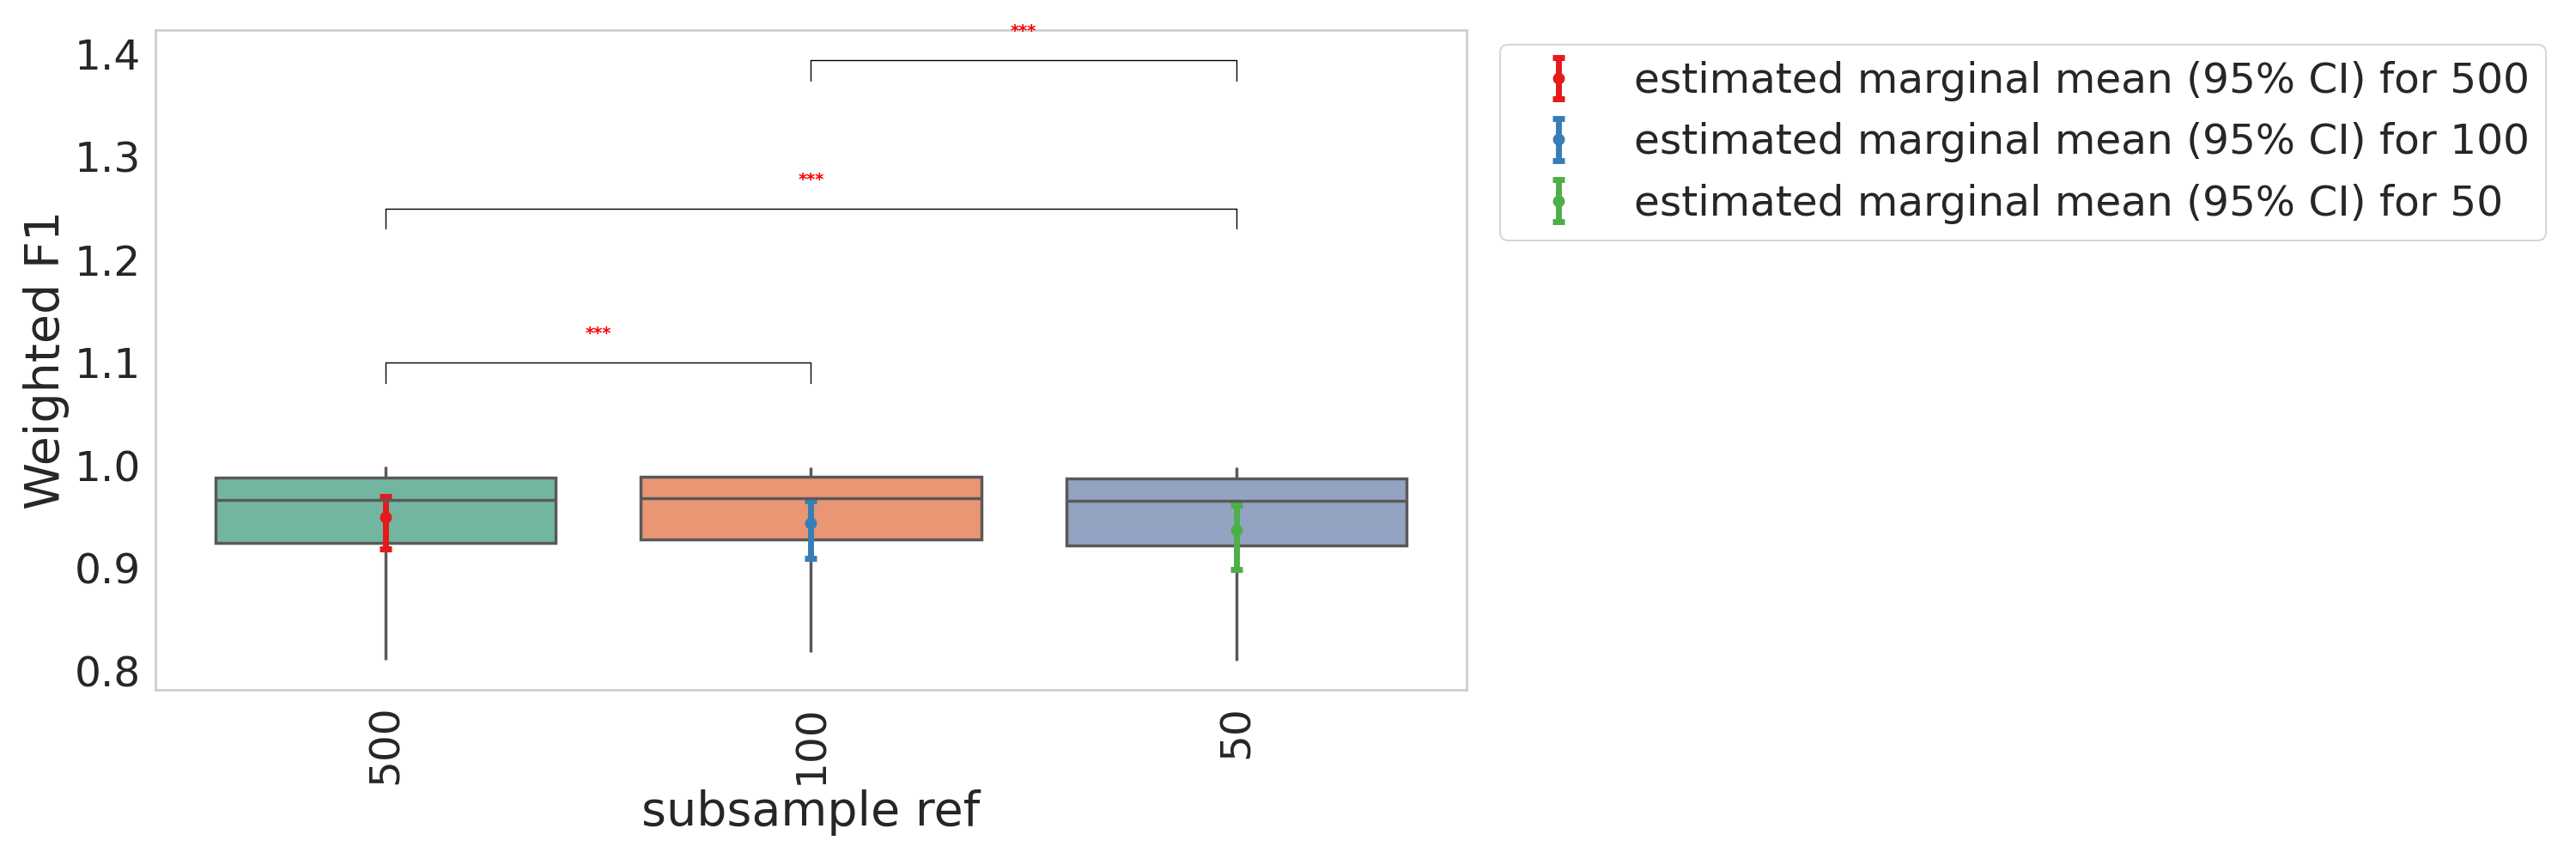 Weighted F1
1.4
1.3
1.2
1.1
1.0
0.9
0.8
***
***
***
500
100
50
subsample ref
estimated marginal mean (95% CI) for 500
estimated marginal mean (95% CI) for 100
estimated marginal mean (95% CI) for 50